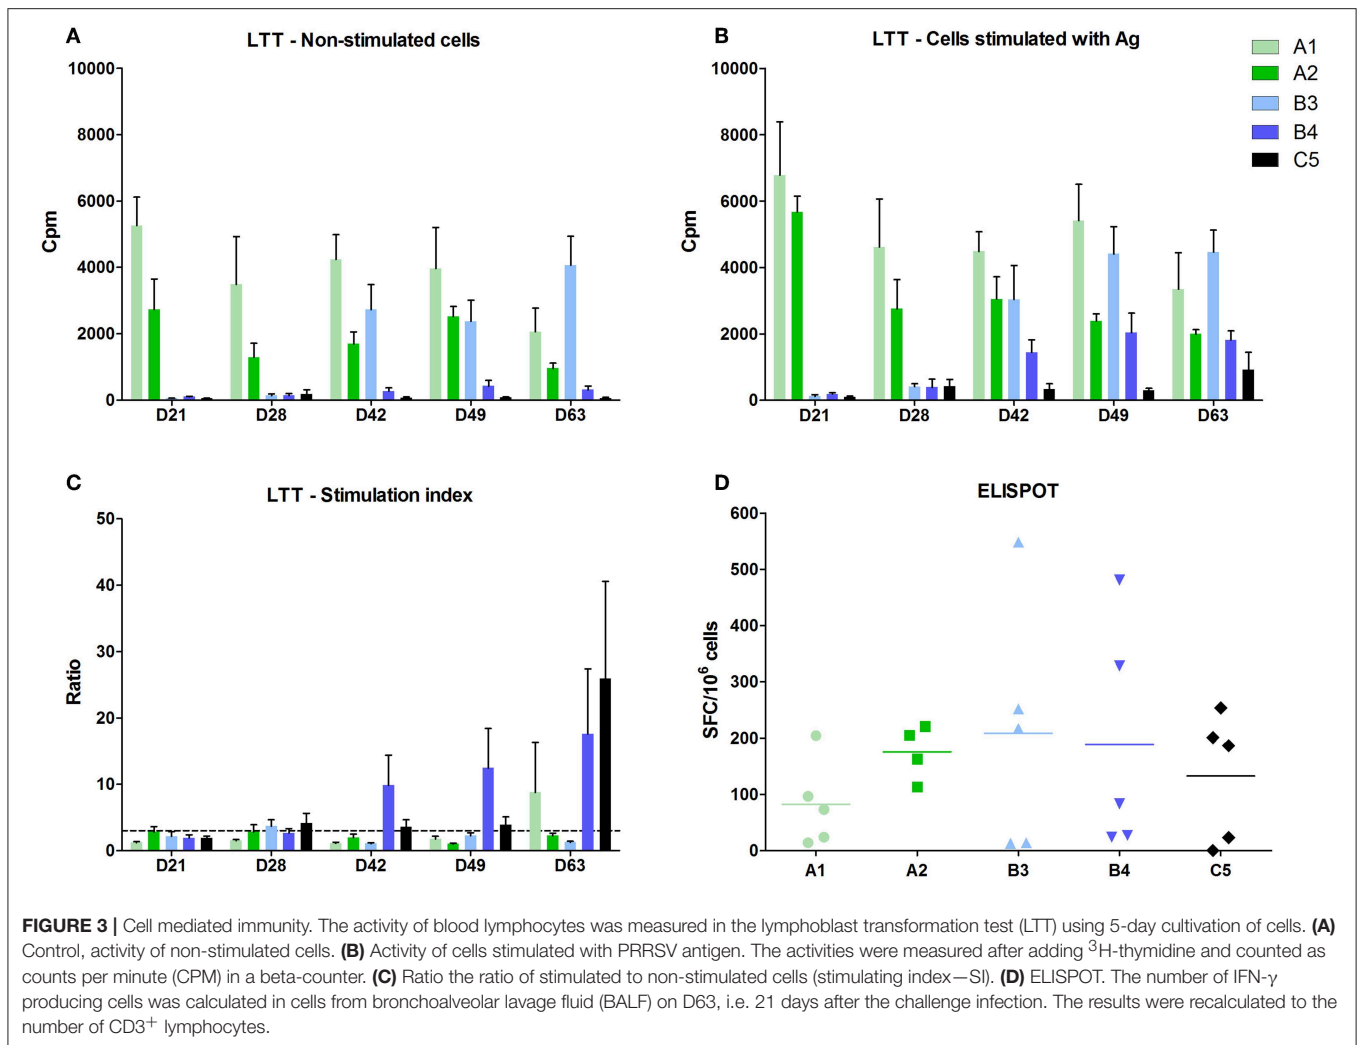 A
LTT - Non-stimulated cells
10000
8000
6000
4000
2000
0
Cpm
D21 D28 D42 D49 D63
B
LTT - Cells stimulated with Ag
10000
8000
6000
4000
2000
0
Cpm
D21 D28 D42 D49 D63
A1
A2
B3
B4
C5
C
LTT - Stimulation index
50
40
30
20
10
0
Ratio
D21 D28 D42 D49 D63
D
ELISPOT
600
500
400
300
200
100
0
SFC/10⁶ cells
A1 A2 B3 B4 C5
FIGURE 3 | Cell mediated immunity. The activity of blood lymphocytes was measured in the lymphoblast transformation test (LTT) using 5-day cultivation of cells. (A)
Control, activity of non-stimulated cells. (B) Activity of cells stimulated with PRRSV antigen. The activities were measured after adding ³H-thymidine and counted as
counts per minute (CPM) in a beta-counter. (C) Ratio the ratio of stimulated to non-stimulated cells (stimulating index—SI). (D) ELISPOT. The number of IFN-γ
producing cells was calculated in cells from bronchoalveolar lavage fluid (BALF) on D63, i.e. 21 days after the challenge infection. The results were recalculated to the
number of CD3⁺ lymphocytes.